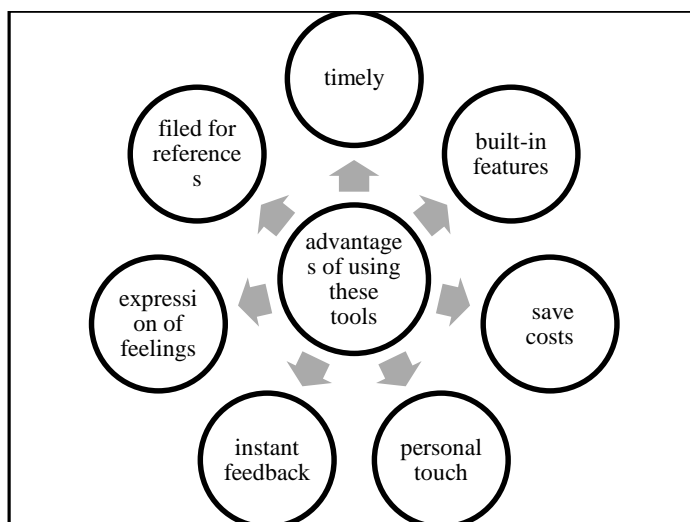 timely
built-in
features
save
costs
personal
touch
instant
feedback
expressi
on of
feelings
filed for
reference
s
advantage
s of using
these
tools